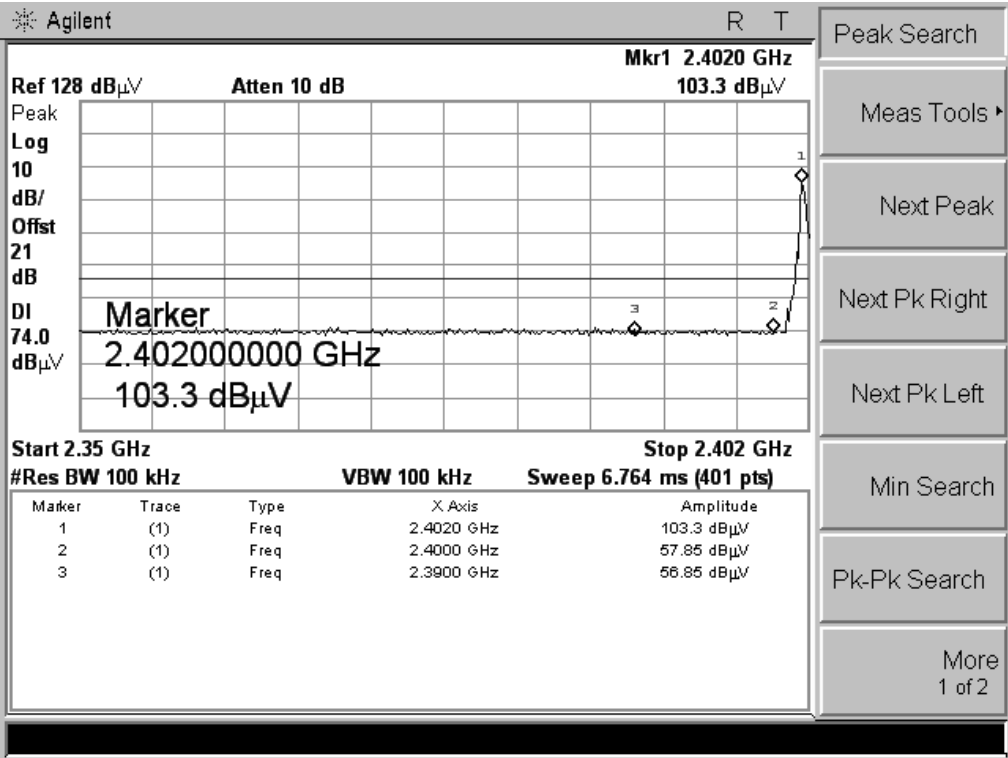 Agilent R T
Mkr1 2.4020 GHz
Ref 128 dBµV Atten 10 dB 103.3 dBµV
Peak
Log
10
dB/
Offst
21
dB
DI
74.0
dBµV
1
2
3
Marker
2.402000000 GHz
103.3 dBµV
Start 2.35 GHz Stop 2.402 GHz
#Res BW 100 kHz VBW 100 kHz Sweep 6.764 ms (401 pts)
Marker Trace Type X Axis Amplitude
1 (1) Freq 2.4020 GHz 103.3 dBµV
2 (1) Freq 2.4000 GHz 57.85 dBµV
3 (1) Freq 2.3900 GHz 56.85 dBµV
Peak Search
Meas Tools
Next Peak
Next Pk Right
Next Pk Left
Min Search
Pk-Pk Search
More
1 of 2